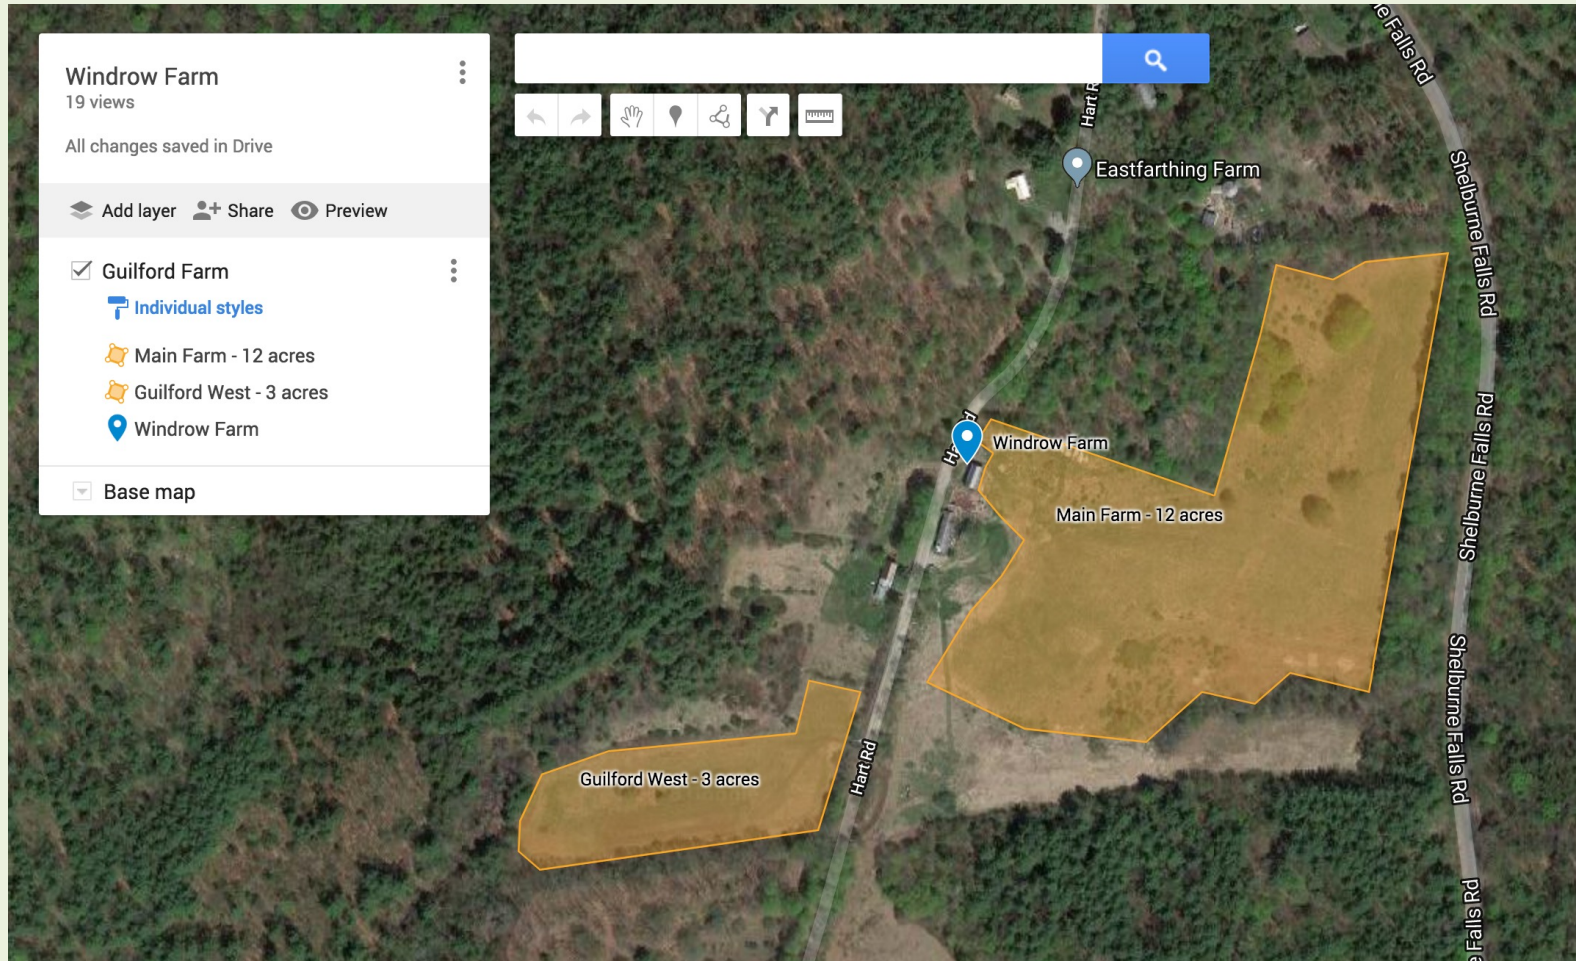 Windrow Farm
19 views
All changes saved in Drive
Add layer
Share
Preview
Guilford Farm
Individual styles
Main Farm - 12 acres
Guilford West - 3 acres
Windrow Farm
Base map
Falls Rd
Hart R
Eastfarthing Farm
Shelburne Falls Rd
Windrow Farm
Shelburne Falls Rd
Main Farm - 12 acres
Shelburne Falls Rd
Guilford West - 3 acres
Hart Rd
Falls Rd